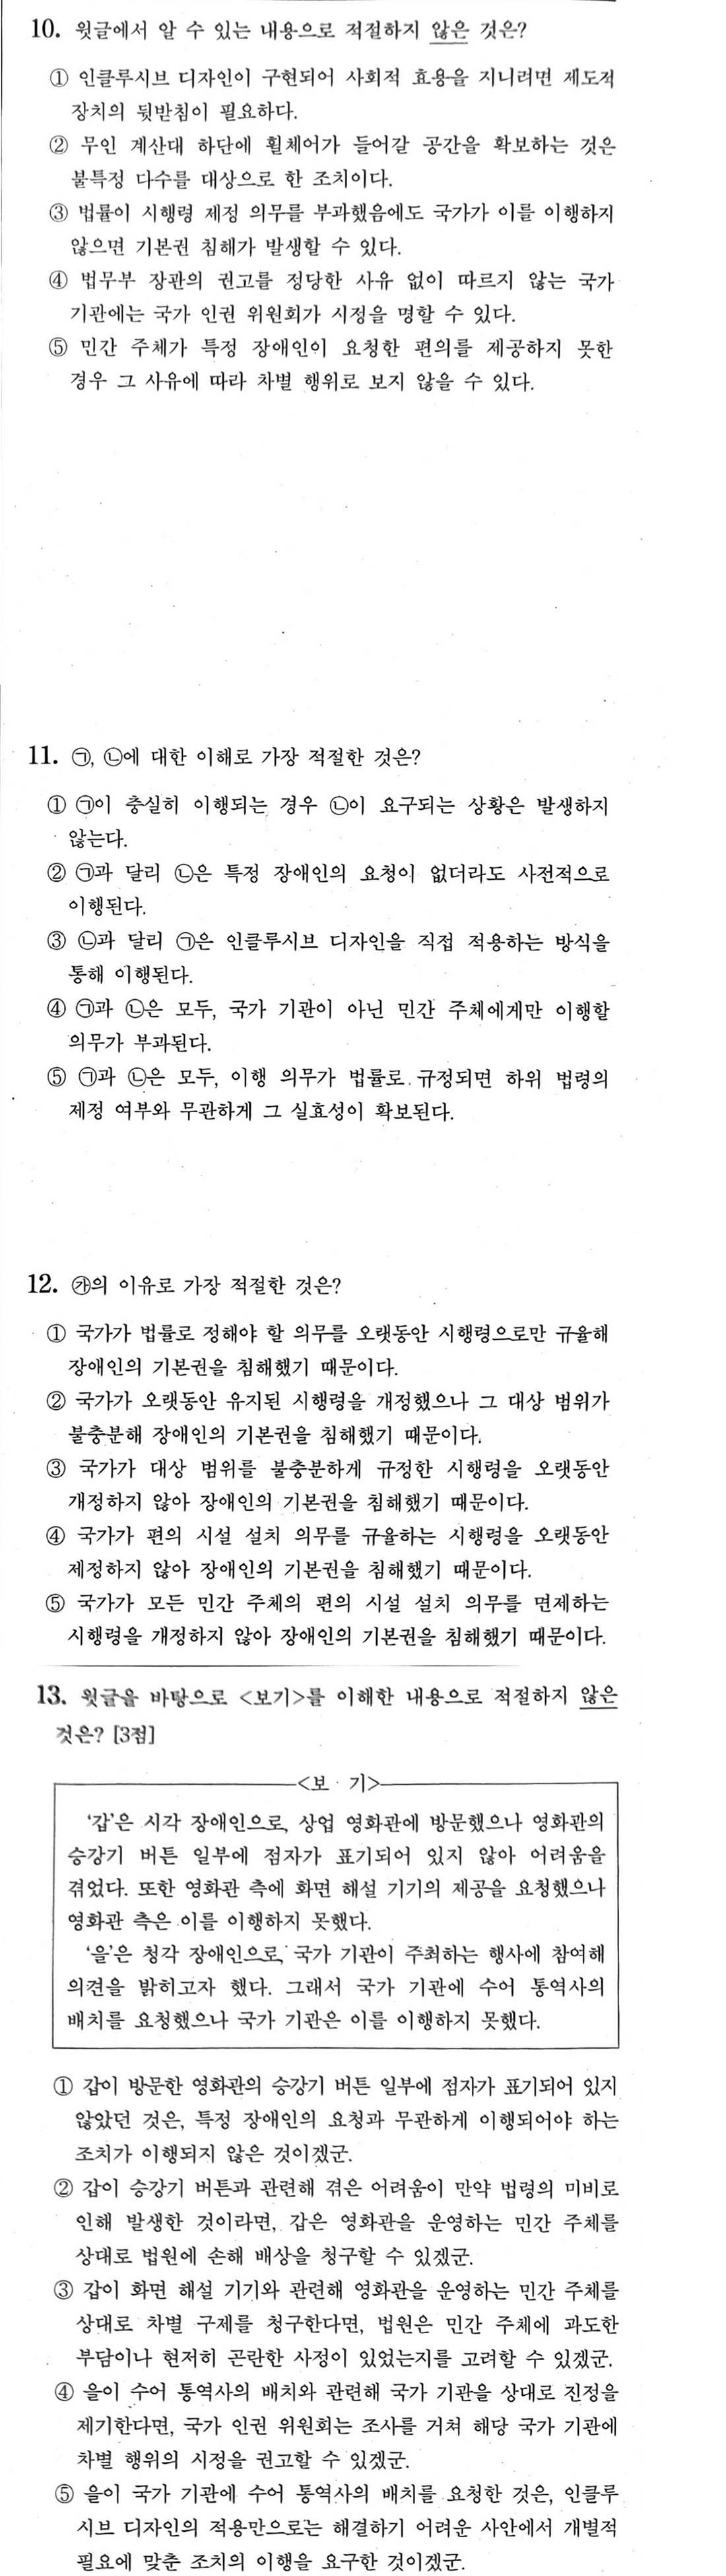 10. 윗글에서 알 수 있는 내용으로 적절하지 않은 것은?
① 인클루시브 디자인이 구현되어 사회적 효용을 지니려면 제도적
장치의 뒷받침이 필요하다.
② 무인 계산대 하단에 휠체어가 들어갈 공간을 확보하는 것은
불특정 다수를 대상으로 한 조치이다.
③ 법률이 시행령 제정 의무를 부과했음에도 국가가 이를 이행하지
않으면 기본권 침해가 발생할 수 있다.
④ 법무부 장관의 권고를 정당한 사유 없이 따르지 않는 국가
기관에는 국가 인권 위원회가 시정을 명할 수 있다.
⑤ 민간 주체가 특정 장애인이 요청한 편의를 제공하지 못한
경우 그 사유에 따라 차별 행위로 보지 않을 수 있다.
11. ㉠, ㉡에 대한 이해로 가장 적절한 것은?
① ㉠이 충실히 이행되는 경우 ㉡이 요구되는 상황은 발생하지
않는다.
② ㉠과 달리 ㉡은 특정 장애인의 요청이 없더라도 사전적으로
이행된다.
③ ㉡과 달리 ㉠은 인클루시브 디자인을 직접 적용하는 방식을
통해 이행된다.
④ ㉠과 ㉡은 모두, 국가 기관이 아닌 민간 주체에게만 이행할
의무가 부과된다.
⑤ ㉠과 ㉡은 모두, 이행 의무가 법률로 규정되면 하위 법령의
제정 여부와 무관하게 그 실효성이 확보된다.
12. ㉮의 이유로 가장 적절한 것은?
① 국가가 법률로 정해야 할 의무를 오랫동안 시행령으로만 규율해
장애인의 기본권을 침해했기 때문이다.
② 국가가 오랫동안 유지된 시행령을 개정했으나 그 대상 범위가
불충분해 장애인의 기본권을 침해했기 때문이다.
③ 국가가 대상 범위를 불충분하게 규정한 시행령을 오랫동안
개정하지 않아 장애인의 기본권을 침해했기 때문이다.
④ 국가가 편의 시설 설치 의무를 규율하는 시행령을 오랫동안
제정하지 않아 장애인의 기본권을 침해했기 때문이다.
⑤ 국가가 모든 민간 주체의 편의 시설 설치 의무를 면제하는
시행령을 개정하지 않아 장애인의 기본권을 침해했기 때문이다.
13. 윗글을 바탕으로 <보기>를 이해한 내용으로 적절하지 않은
것은? [3점]
<보 기>
‘갑’은 시각 장애인으로, 상업 영화관에 방문했으나 영화관의
승강기 버튼 일부에 점자가 표기되어 있지 않아 어려움을
겪었다. 또한 영화관 측에 화면 해설 기기의 제공을 요청했으나
영화관 측은 이를 이행하지 못했다.
‘을’은 청각 장애인으로, 국가 기관이 주최하는 행사에 참여해
의견을 밝히고자 했다. 그래서 국가 기관에 수어 통역사의
배치를 요청했으나 국가 기관은 이를 이행하지 못했다.
① 갑이 방문한 영화관의 승강기 버튼 일부에 점자가 표기되어 있지
않았던 것은, 특정 장애인의 요청과 무관하게 이행되어야 하는
조치가 이행되지 않은 것이겠군.
② 갑이 승강기 버튼과 관련해 겪은 어려움이 만약 법령의 미비로
인해 발생한 것이라면, 갑은 영화관을 운영하는 민간 주체를
상대로 법원에 손해 배상을 청구할 수 있겠군.
③ 갑이 화면 해설 기기와 관련해 영화관을 운영하는 민간 주체를
상대로 차별 구제를 청구한다면, 법원은 민간 주체에 과도한
부담이나 현저히 곤란한 사정이 있었는지를 고려할 수 있겠군.
④ 을이 수어 통역사의 배치와 관련해 국가 기관을 상대로 진정을
제기한다면, 국가 인권 위원회는 조사를 거쳐 해당 국가 기관에
차별 행위의 시정을 권고할 수 있겠군.
⑤ 을이 국가 기관에 수어 통역사의 배치를 요청한 것은, 인클루
시브 디자인의 적용만으로는 해결하기 어려운 사안에서 개별적
필요에 맞춘 조치의 이행을 요구한 것이겠군.